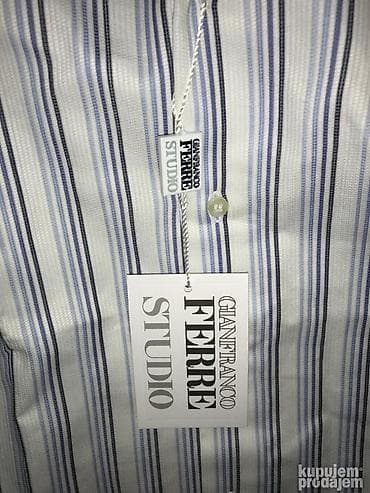 GIANFRANCO
FERRE
STUDIO
GIANFRANCO
FERRE
STUDIO
kupujem
prodajem